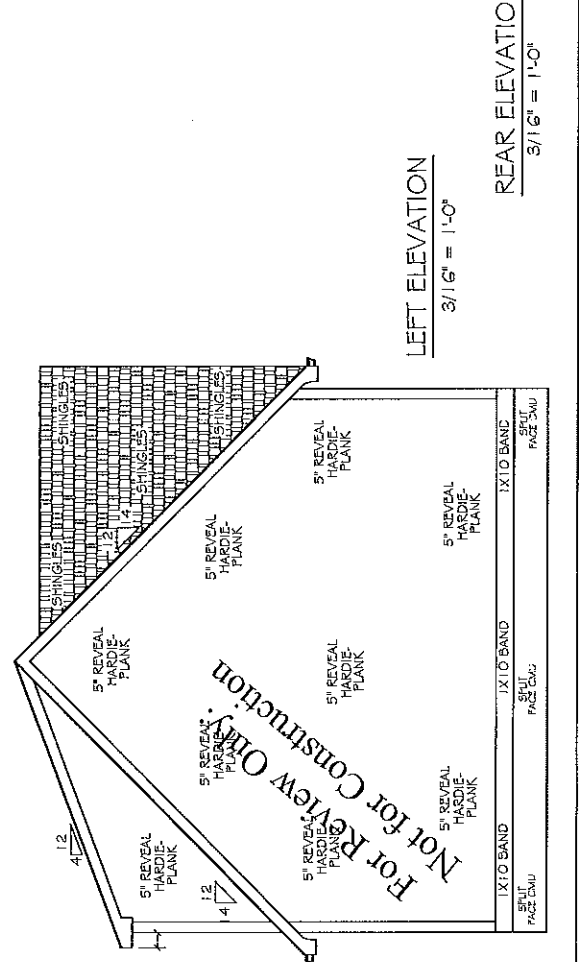 SHINGLES
SHINGLES
SHINGLES
SHINGLES
SHINGLES
12
14
12
4
12
14
5" REVEAL
HARDIE-
PLANK
5" REVEAL
HARDIE-
PLANK
5" REVEAL
HARDIE-
PLANK
5" REVEAL
HARDIE-
PLANK
5" REVEAL
HARDIE-
PLANK
5" REVEAL
HARDIE-
PLANK
5" REVEAL
HARDIE-
PLANK
5" REVEAL
HARDIE-
PLANK
5" REVEAL
HARDIE-
PLANK
For Review Only.
Not for Construction
1X10 BAND
1X10 BAND
1X10 BAND
SPLIT
FACE CMU
SPLIT
FACE CMU
SPLIT
FACE CMU
LEFT ELEVATION
3/16" = 1'-0"
REAR ELEVATIO
3/16" = 1'-0"